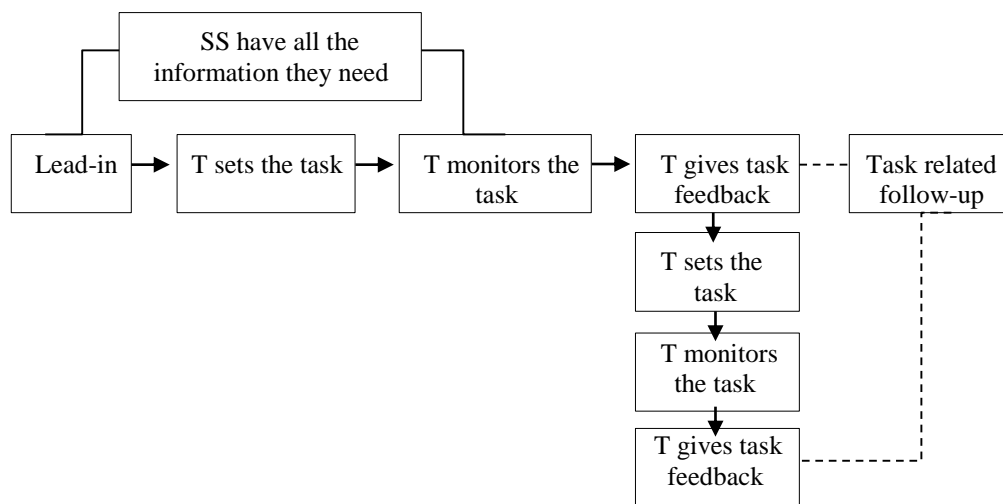 SS have all the
information they need
Lead-in
T sets the task
T monitors the
task
T gives task
feedback
Task related
follow-up
T sets the
task
T monitors
the task
T gives task
feedback